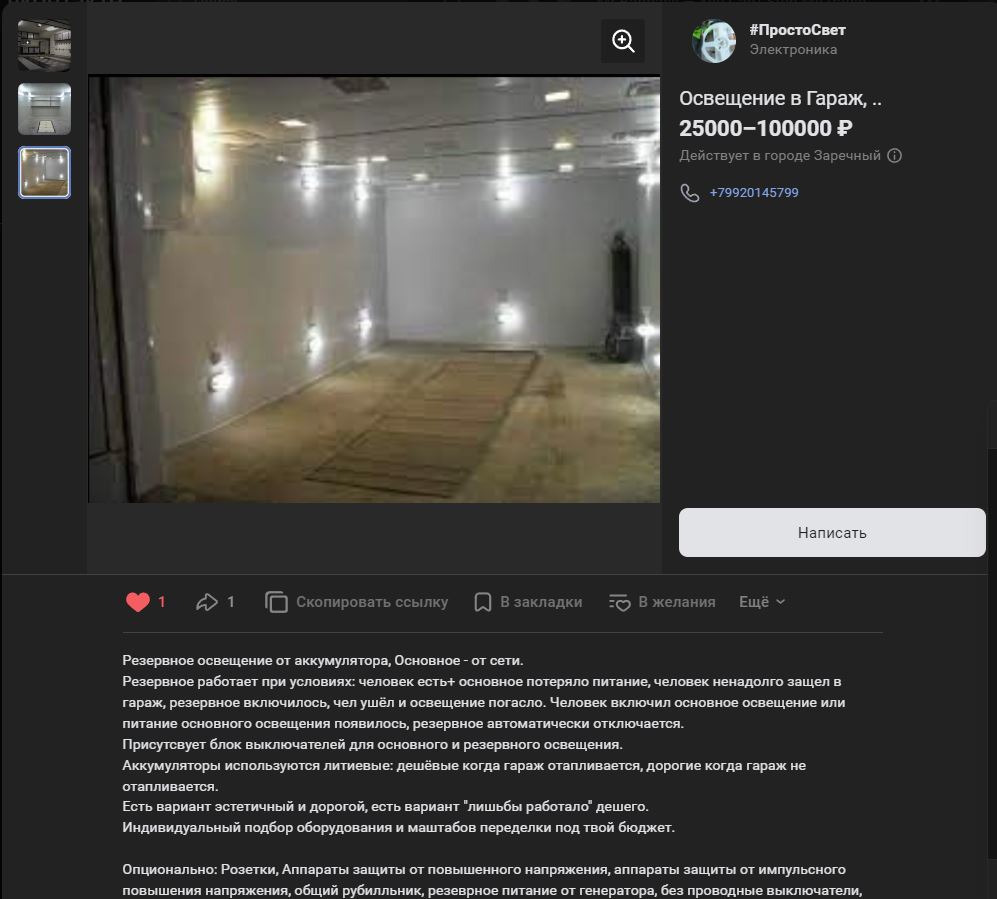 #ПростоСвет
Электроника
Освещение в Гараж, ..
25000–100000 ₽
Действует в городе Заречный
+79920145799
Написать
1
1
Скопировать ссылку
В закладки
В желания
Ещё
Резервное освещение от аккумулятора, Основное - от сети.
Резервное работает при условиях: человек есть+ основное потеряло питание, человек ненадолго защел в
гараж, резервное включилось, чел ушёл и освещение погасло. Человек включил основное освещение или
питание основного освещения появилось, резервное автоматически отключается.
Присутсвует блок выключателей для основного и резервного освещения.
Аккумуляторы используются литиевые: дешёвые когда гараж отапливается, дорогие когда гараж не
отапливается.
Есть вариант эстетичный и дорогой, есть вариант "лишьбы работало" дешего.
Индивидуальный подбор оборудования и маштабов переделки под твой бюджет.
Опционально: Розетки, Аппараты защиты от повышенного напряжения, аппараты защиты от импульсного
повышения напряжения, общий рубилльник, резеврное питание от генератора, без проводные выключатели,